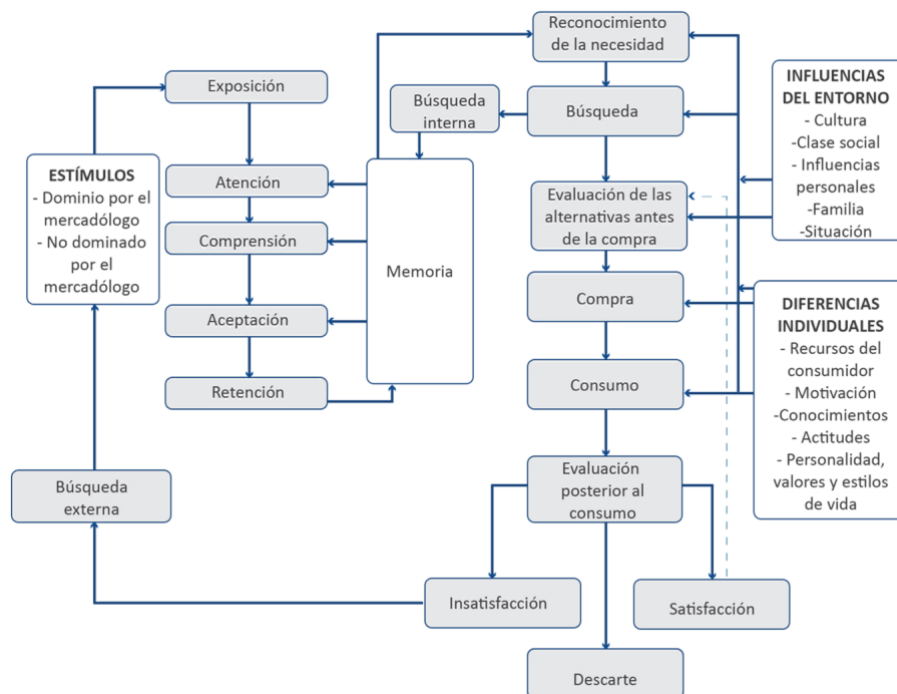 Reconocimiento
de la necesidad
Exposición
Búsqueda
interna
Búsqueda
INFLUENCIAS
DEL ENTORNO
- Cultura
-Clase social
- Influencias
personales
-Familia
-Situación
ESTÍMULOS
- Dominio por el
mercadólogo
- No dominado
por el
mercadólogo
Atención
Comprensión
Aceptación
Retención
Memoria
Evaluación de las
alternativas antes
de la compra
Compra
Consumo
DIFERENCIAS
INDIVIDUALES
- Recursos del
consumidor
- Motivación
-Conocimientos
- Actitudes
- Personalidad,
valores y estilos
de vida
Búsqueda
externa
Evaluación
posterior al
consumo
Insatisfacción
Satisfacción
Descarte